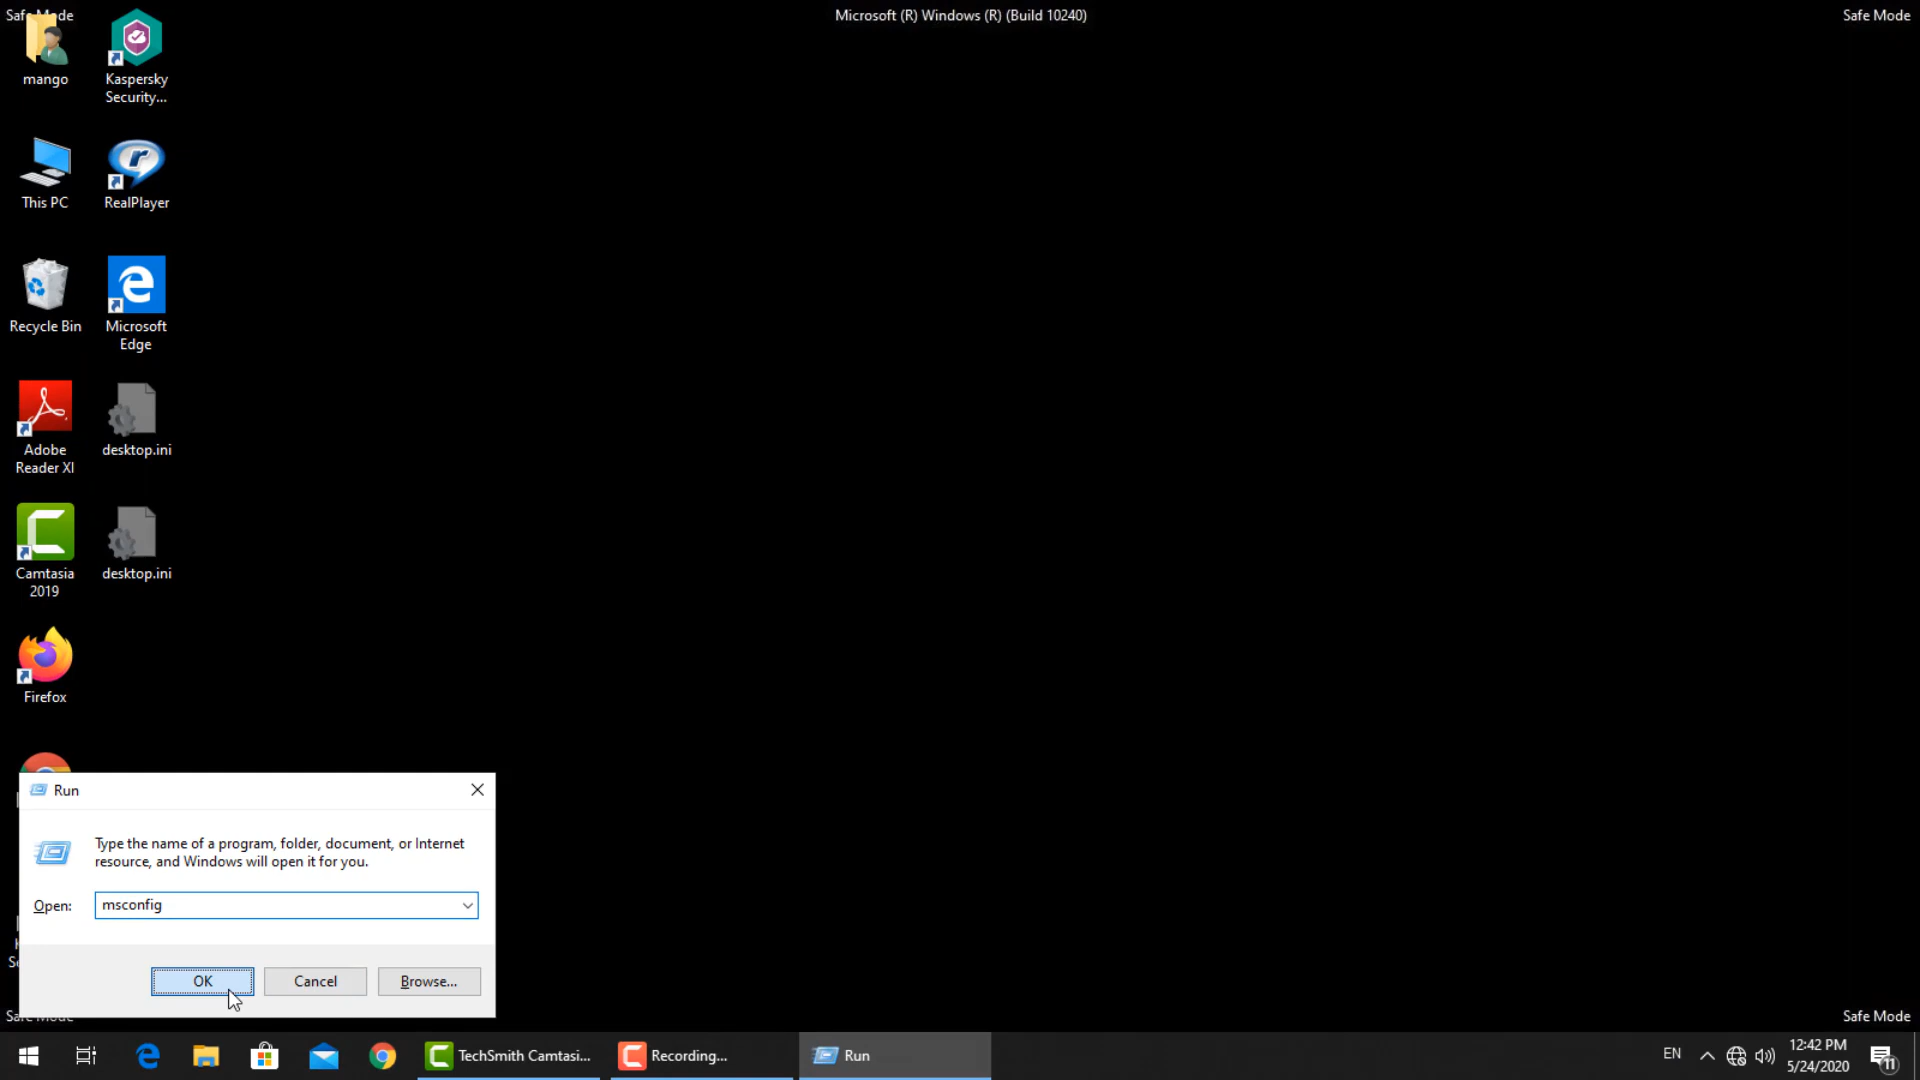 Safe Mode
Microsoft (R) Windows (R) (Build 10240)
Safe Mode
mango
Kaspersky
Security...
This PC
RealPlayer
Recycle Bin
Microsoft
Edge
Adobe
Reader XI
desktop.ini
Camtasia
2019
desktop.ini
Firefox
Run
Type the name of a program, folder, document, or Internet
resource, and Windows will open it for you.
Open:
msconfig
OK
Cancel
Browse...
Safe Mode
Safe Mode
TechSmith Camtasi...
Recording...
Run
EN
12:42 PM
5/24/2020
11